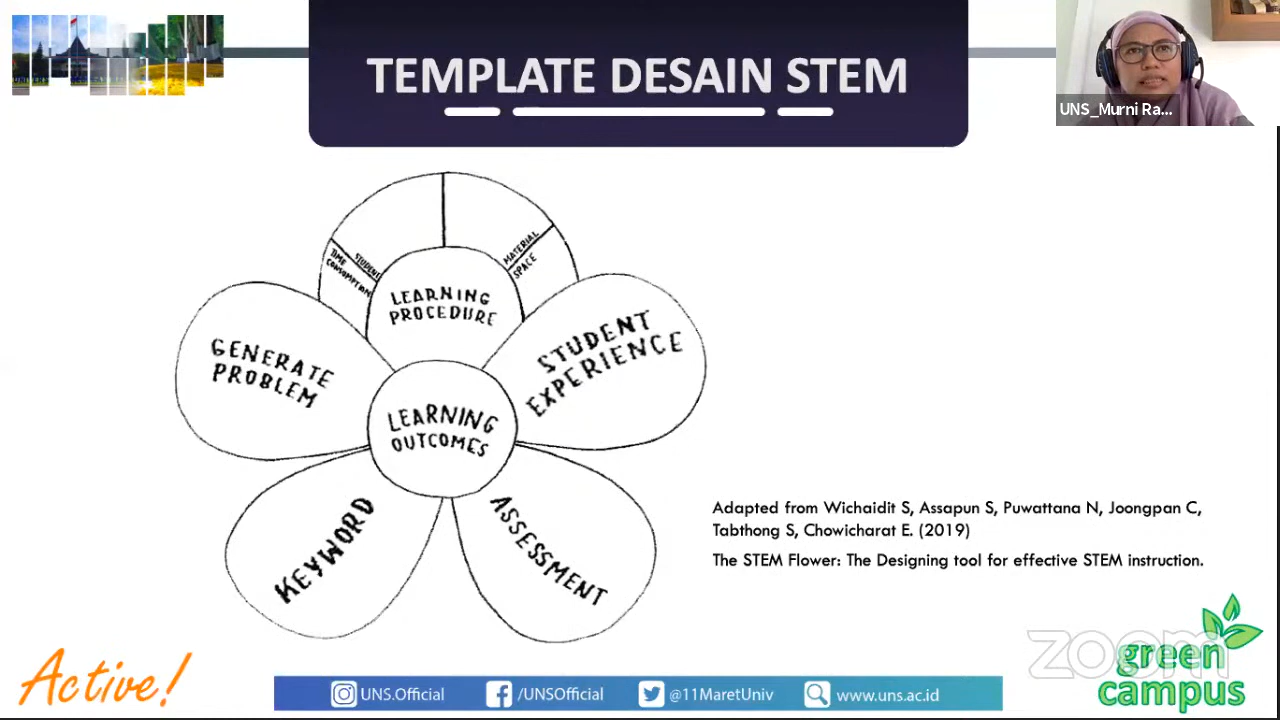 TEMPLATE DESAIN STEM
UNS_Murni Ra...
TIME
CONSUMPTION
STUDENT
MATERIAL
SPACE
LEARNING
PROCEDURE
GENERATE
PROBLEM
STUDENT
EXPERIENCE
LEARNING
OUTCOMES
KEYWORD
ASSESSMENT
Adapted from Wichaidit S, Assapun S, Puwattana N, Joongpan C,
Tabthong S, Chowicharat E. (2019)
The STEM Flower: The Designing tool for effective STEM instruction.
zoom
green
campus
Active!
UNS.Official
/UNSOfficial
@11MaretUniv
www.uns.ac.id